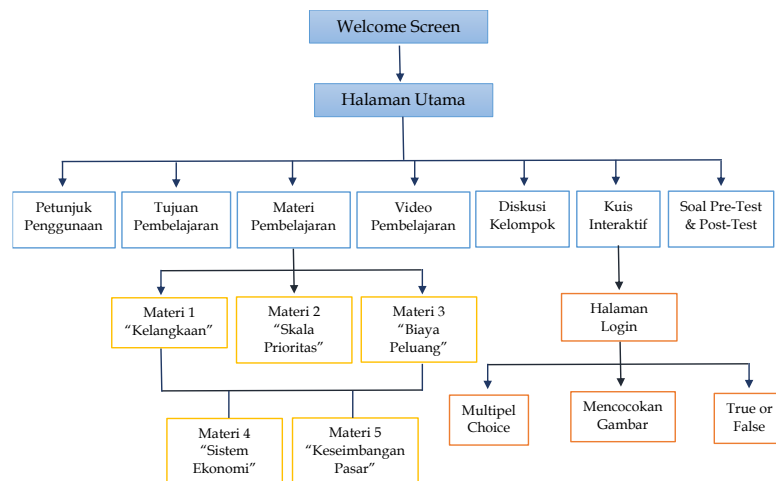 Welcome Screen
Halaman Utama
Petunjuk
Penggunaan
Tujuan
Pembelajaran
Materi
Pembelajaran
Video
Pembelajaran
Diskusi
Kelompok
Kuis
Interaktif
Soal Pre-Test
& Post-Test
Materi 1
“Kelangkaan”
Materi 2
“Skala
Prioritas”
Materi 3
“Biaya
Peluang”
Halaman
Login
Multipel
Choice
Mencocokan
Gambar
True or
False
Materi 4
“Sistem
Ekonomi”
Materi 5
“Keseimbangan
Pasar”